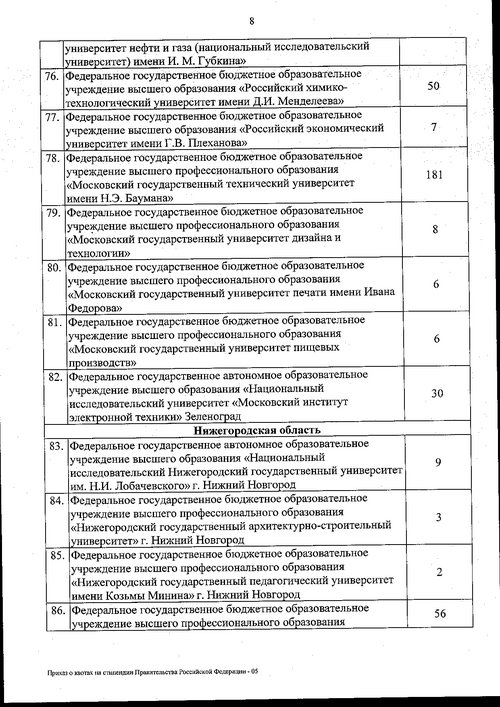 8
университет нефти и газа (национальный исследовательский
университет) имени И. М. Губкина»
76. Федеральное государственное бюджетное образовательное
учреждение высшего образования «Российский химико-
технологический университет имени Д.И. Менделеева» 50
77. Федеральное государственное бюджетное образовательное
учреждение высшего образования «Российский экономический
университет имени Г.В. Плеханова» 7
78. Федеральное государственное бюджетное образовательное
учреждение высшего профессионального образования
«Московский государственный технический университет
имени Н.Э. Баумана» 181
79. Федеральное государственное бюджетное образовательное
учреждение высшего профессионального образования
«Московский государственный университет дизайна и
технологии» 8
80. Федеральное государственное бюджетное образовательное
учреждение высшего профессионального образования
«Московский государственный университет печати имени Ивана
Федорова» 6
81. Федеральное государственное бюджетное образовательное
учреждение высшего профессионального образования
«Московский государственный университет пищевых
производств» 6
82. Федеральное государственное автономное образовательное
учреждение высшего образования «Национальный
исследовательский университет «Московский институт
электронной техники» Зеленоград 30
Нижегородская область
83. Федеральное государственное автономное образовательное
учреждение высшего образования «Национальный
исследовательский Нижегородский государственный университет
им. Н.И. Лобачевского» г. Нижний Новгород 9
84. Федеральное государственное бюджетное образовательное
учреждение высшего профессионального образования
«Нижегородский государственный архитектурно-строительный
университет» г. Нижний Новгород 3
85. Федеральное государственное бюджетное образовательное
учреждение высшего профессионального образования
«Нижегородский государственный педагогический университет
имени Козьмы Минина» г. Нижний Новгород 2
86. Федеральное государственное бюджетное образовательное
учреждение высшего профессионального образования 56
Приказ о квотах на стипендии Правительства Российской Федерации - 05